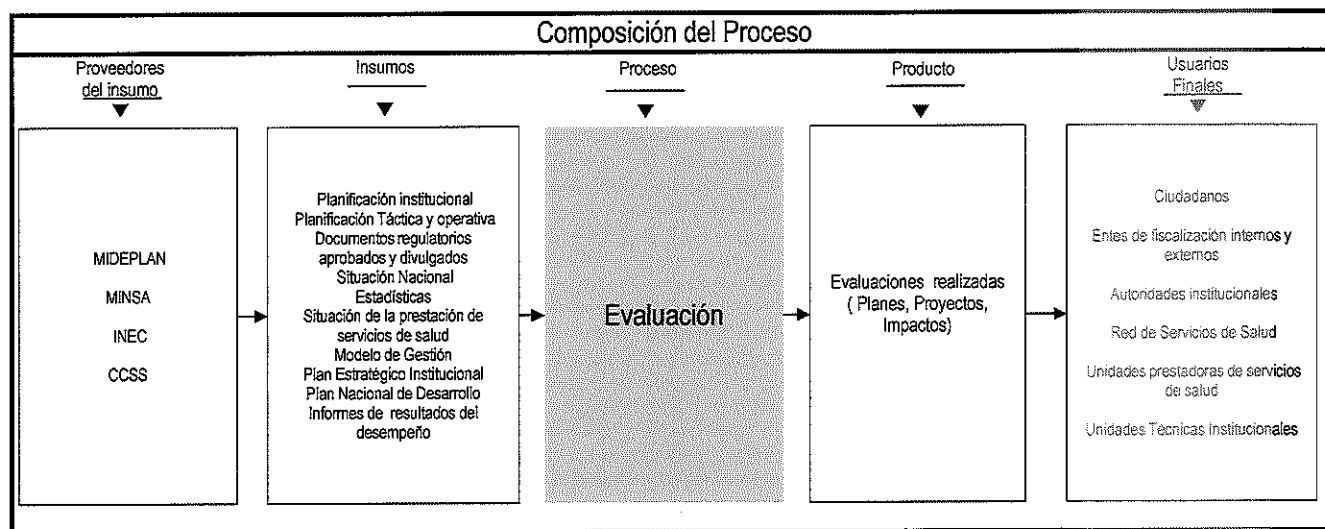 Composición del Proceso
Proveedores
del insumo
Insumos
Proceso
Producto
Usuarios
Finales
MIDEPLAN
MINSA
INEC
CCSS
Planificación institucional
Planificación Táctica y operativa
Documentos regulatorios
aprobados y divulgados
Situación Nacional
Estadísticas
Situación de la prestación de
servicios de salud
Modelo de Gestión
Plan Estratégico Institucional
Plan Nacional de Desarrollo
Informes de resultados del
desempeño
Evaluación
Evaluaciones realizadas
( Planes, Proyectos,
Impactos)
Ciudadanos
Entes de fiscalización internos y
externos
Autoridades institucionales
Red de Servicios de Salud
Unidades prestadoras de servicios
de salud
Unidades Técnicas Institucionales